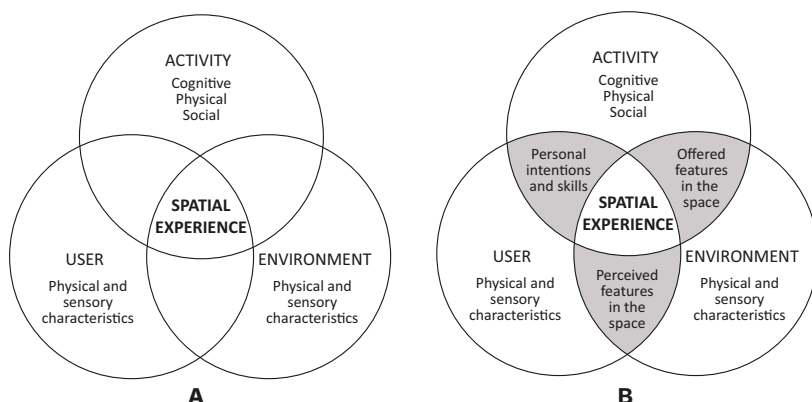 ACTIVITY
Cognitive
Physical
Social
SPATIAL
EXPERIENCE
USER
Physical and
sensory
characteristics
ENVIRONMENT
Physical and
sensory
characteristics
A
ACTIVITY
Cognitive
Physical
Social
Personal
intentions
and skills
Offered
features
in the
space
SPATIAL
EXPERIENCE
USER
Physical and
sensory
characteristics
Perceived
features
in the
space
ENVIRONMENT
Physical and
sensory
characteristics
B